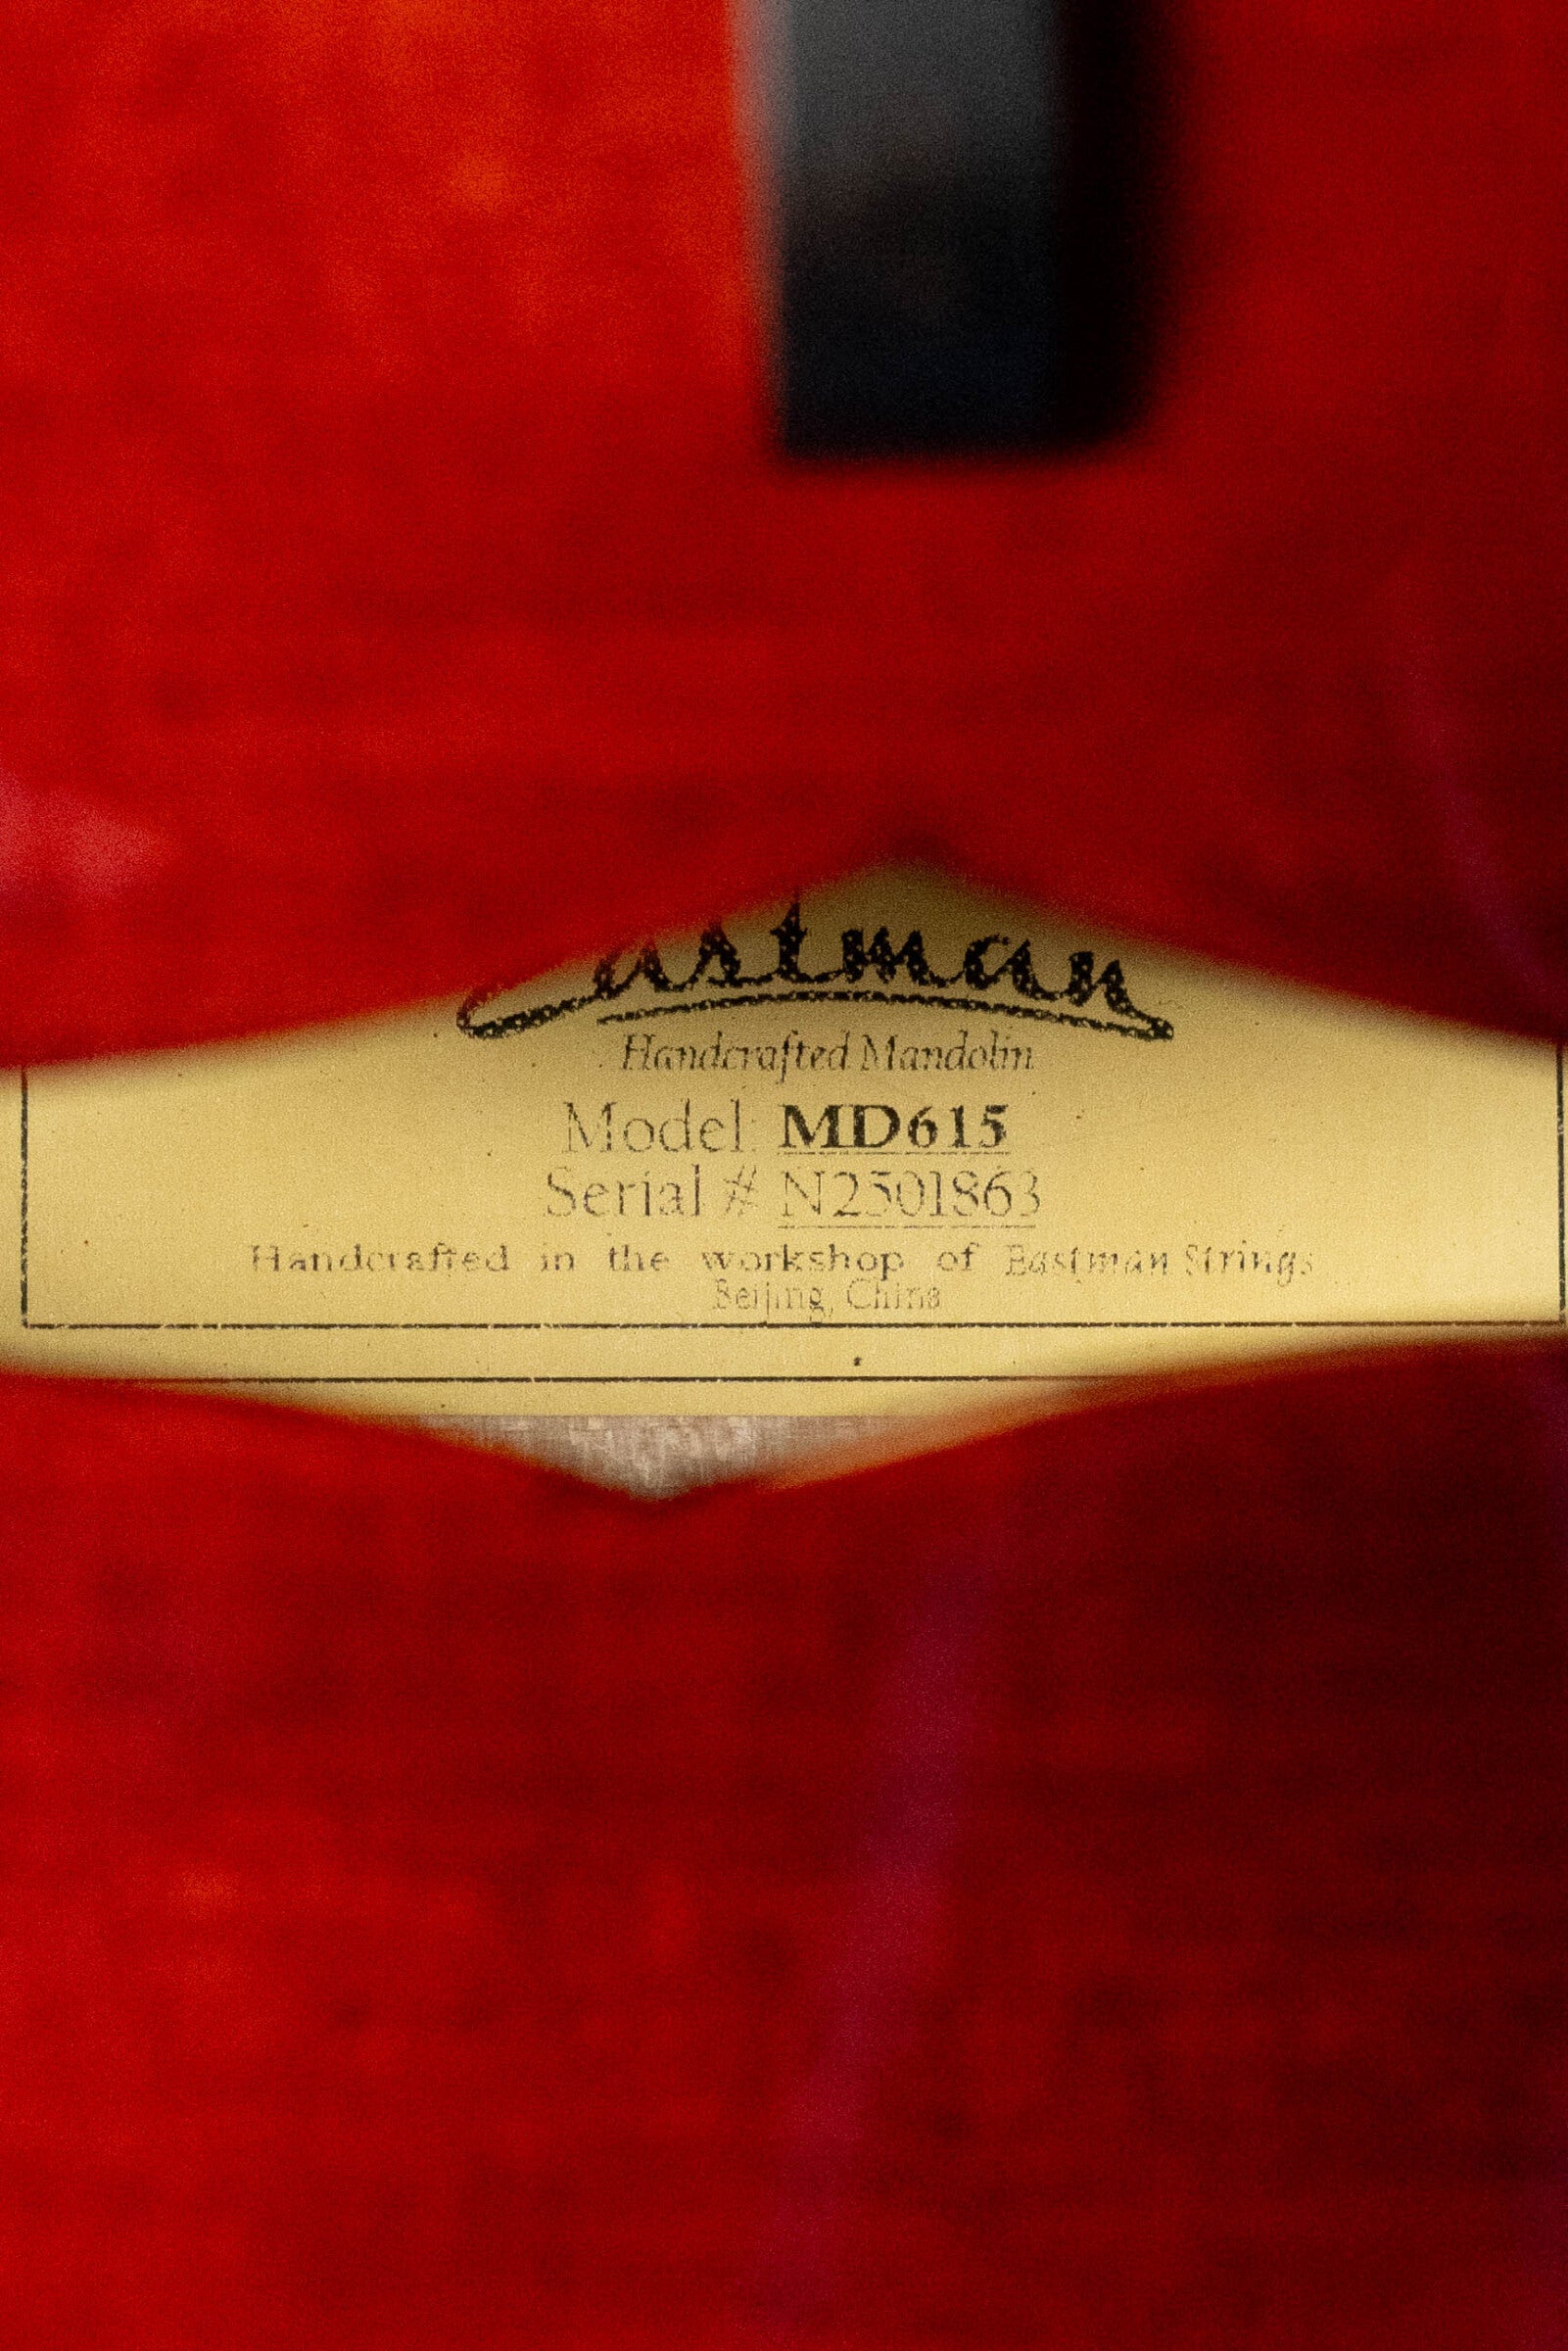 Eastman
Handcrafted Mandolin
Model: MD615
Serial # N2501863
Handcrafted in the workshop of Eastman Strings
Beijing, China